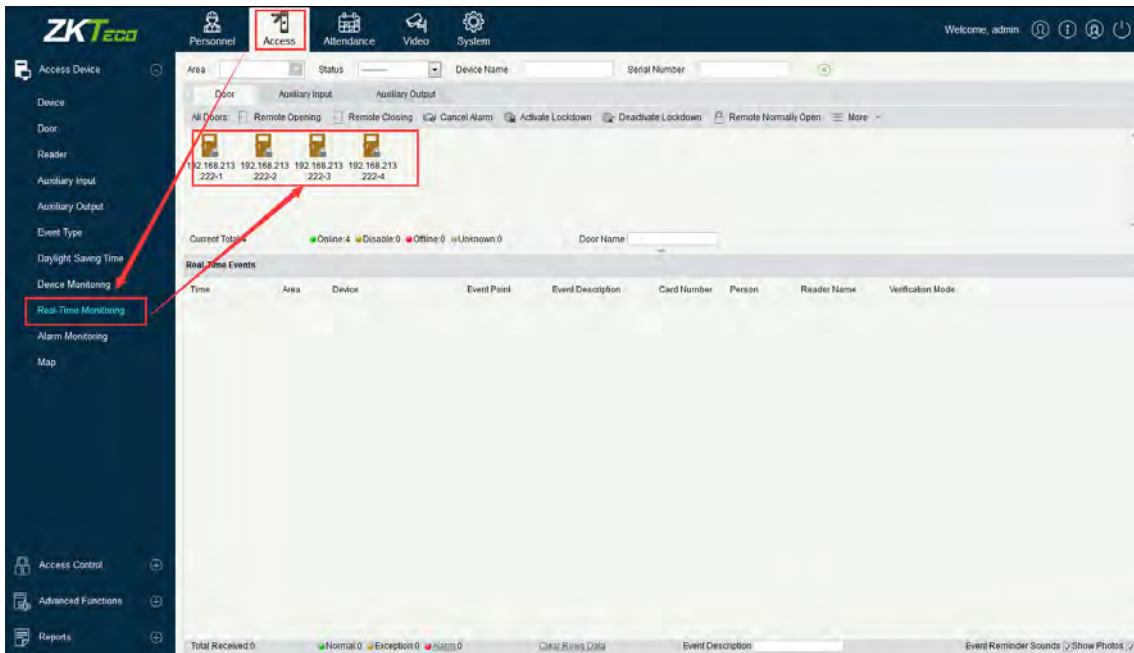 ZKTeco
Personnel Access Attendance Video System
Welcome, admin
Access Device
Device
Door
Reader
Auxiliary Input
Auxiliary Output
Event Type
Daylight Saving Time
Device Monitoring
Real-Time Monitoring
Alarm Monitoring
Map
Access Control
Advanced Functions
Reports
Area Status -------- Device Name Serial Number
Door Auxiliary Input Auxiliary Output
All Doors: Remote Opening Remote Closing Cancel Alarm Activate Lockdown Deactivate Lockdown Remote Normally Open More
192.168.213 192.168.213 192.168.213 192.168.213
.222-1 222-2 222-3 222-4
Current Total:4 Online:4 Disable:0 Offline:0 Unknown:0 Door Name
Real-Time Events
Time Area Device Event Point Event Description Card Number Person Reader Name Verification Mode
Total Received:0 Normal:0 Exception:0 Alarm:0 Clear Rows Data Event Description Event Reminder Sounds Show Photos